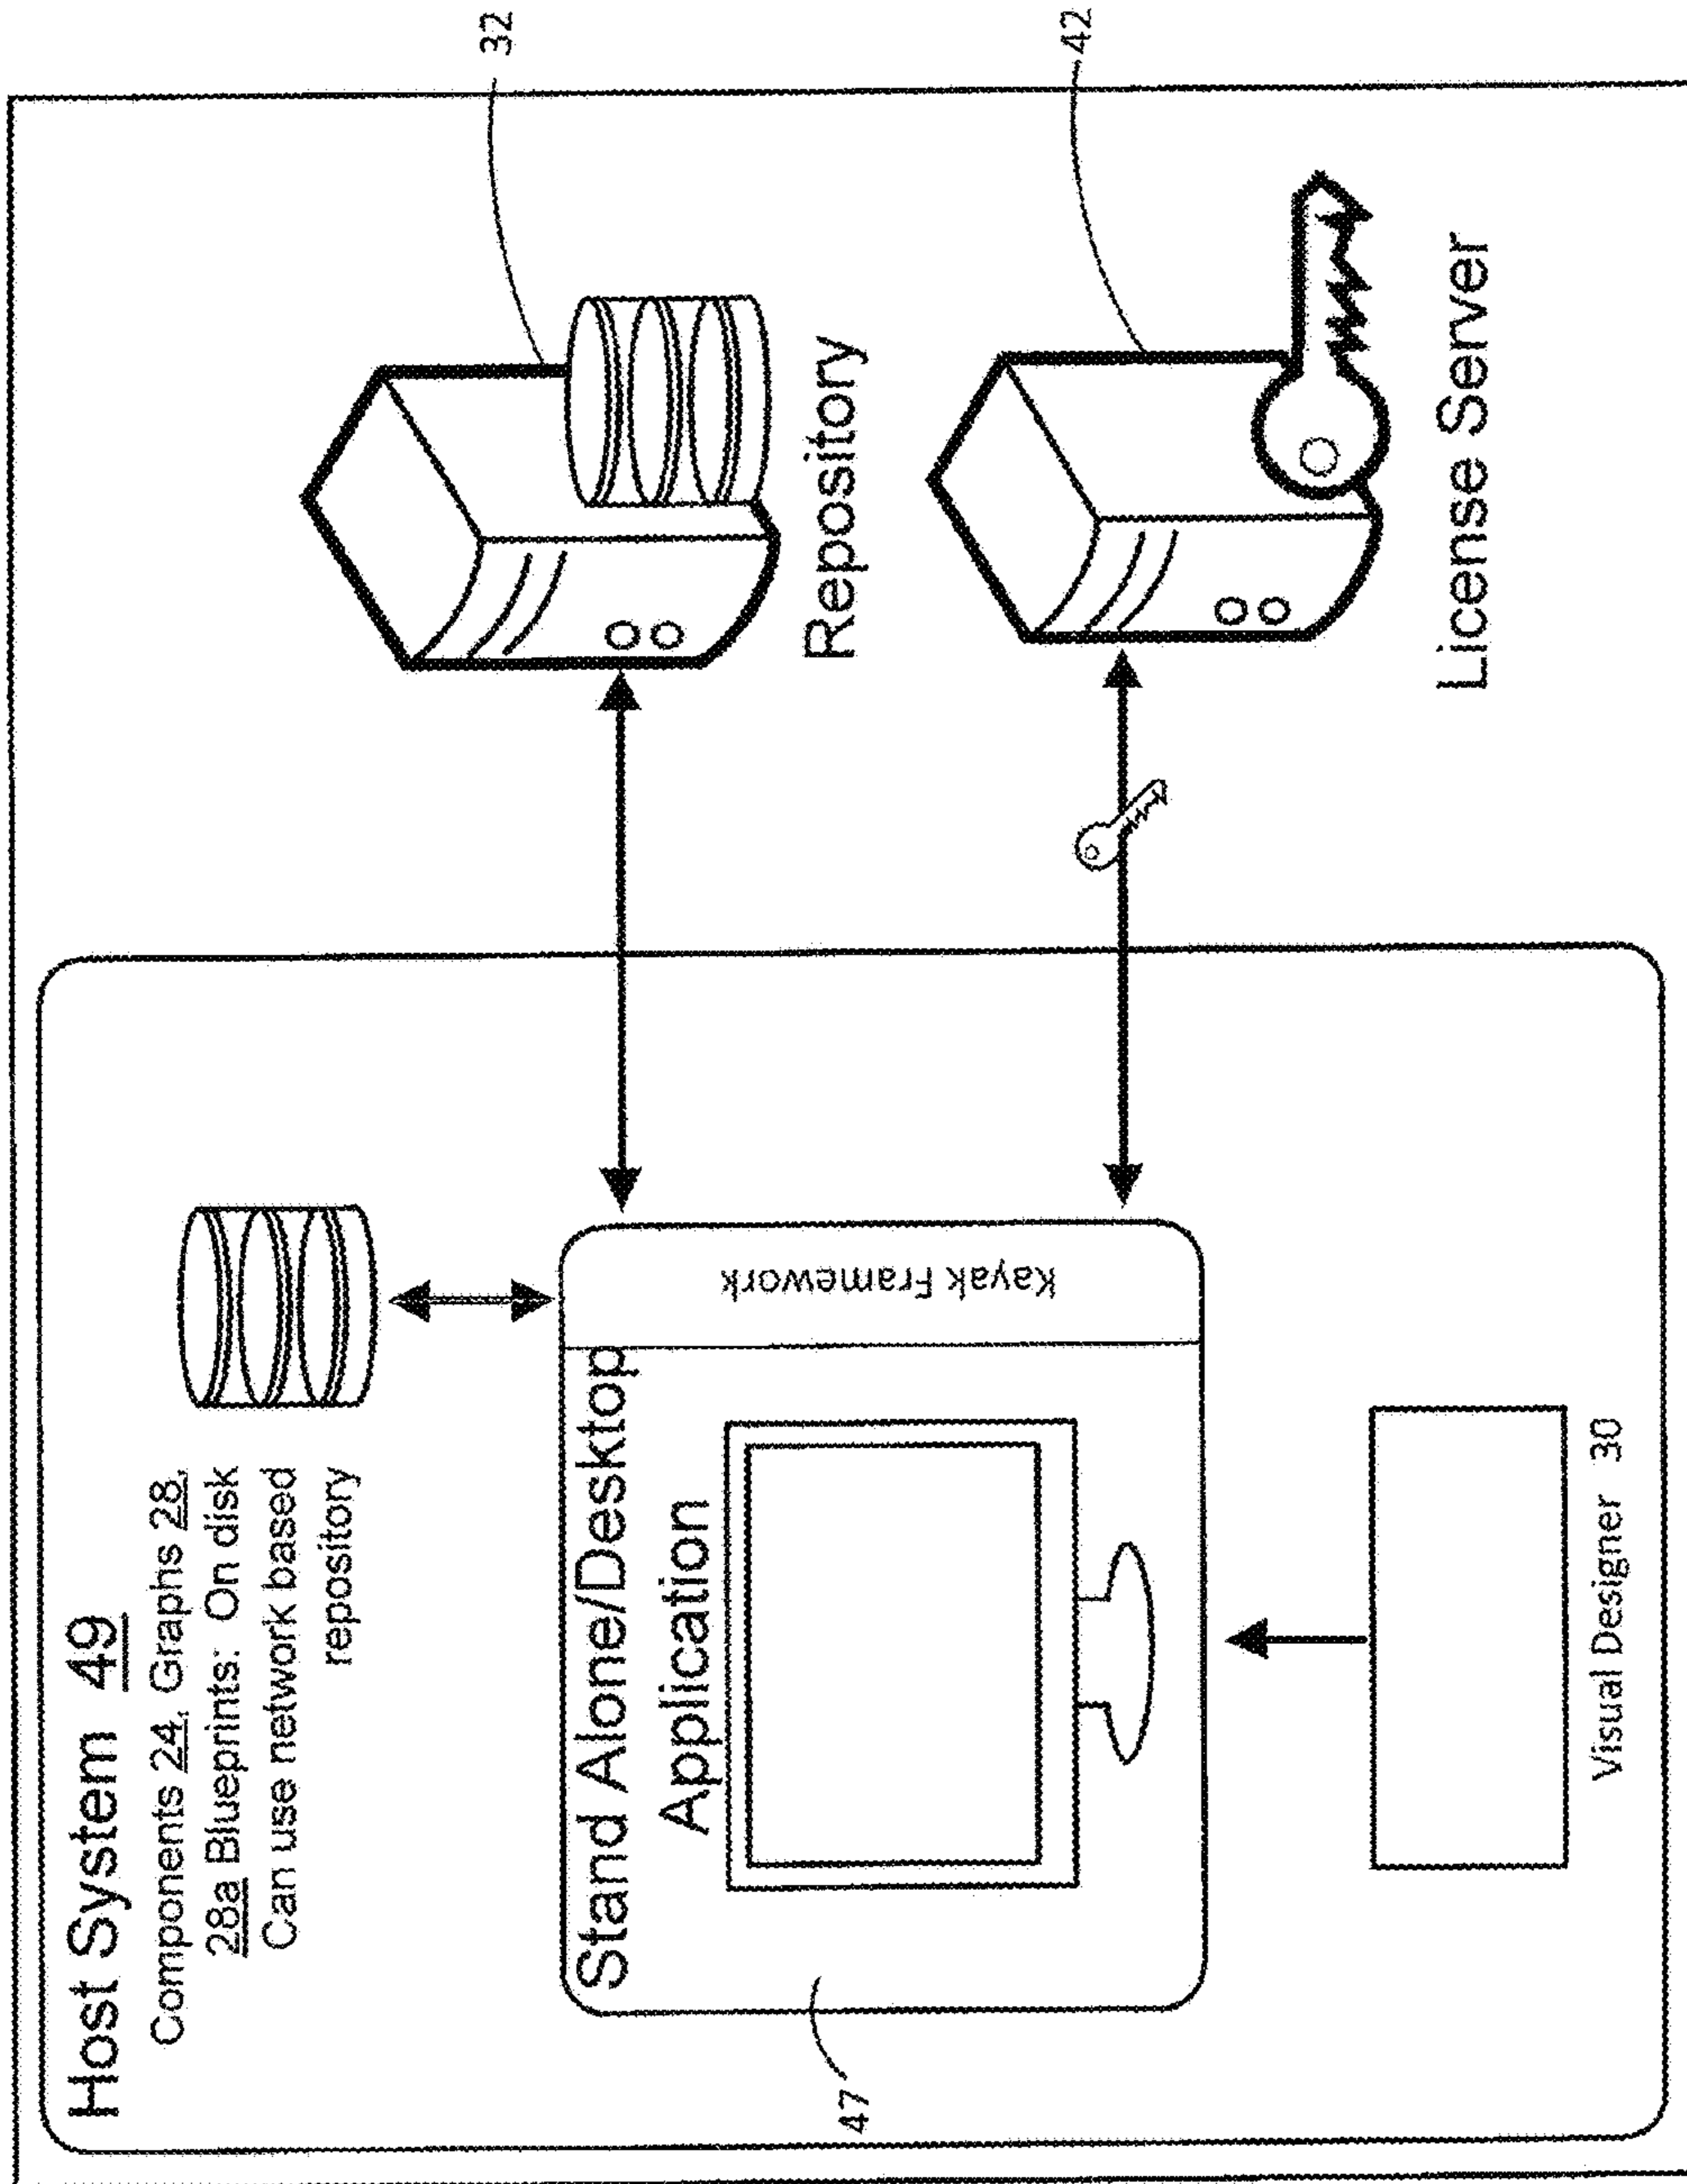 Host System 49
Components 24, Graphs 28,
28a Blueprints: On disk
Can use network based
repository
Stand Alone/Desktop
Application
Kayak Framework
47
Visual Designer 30
32
Repository
42
License Server